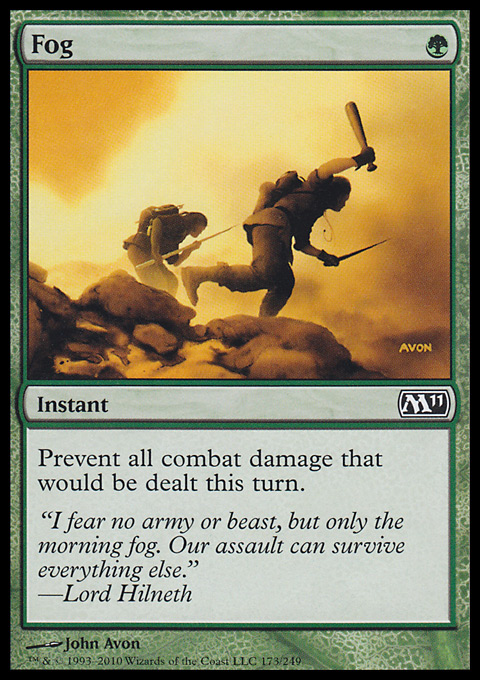 Fog
AVON
Instant
M11
Prevent all combat damage that
would be dealt this turn.
“I fear no army or beast, but only the
morning fog. Our assault can survive
everything else.”
—Lord Hilneth
John Avon
™ & © 1993–2010 Wizards of the Coast LLC 173/249